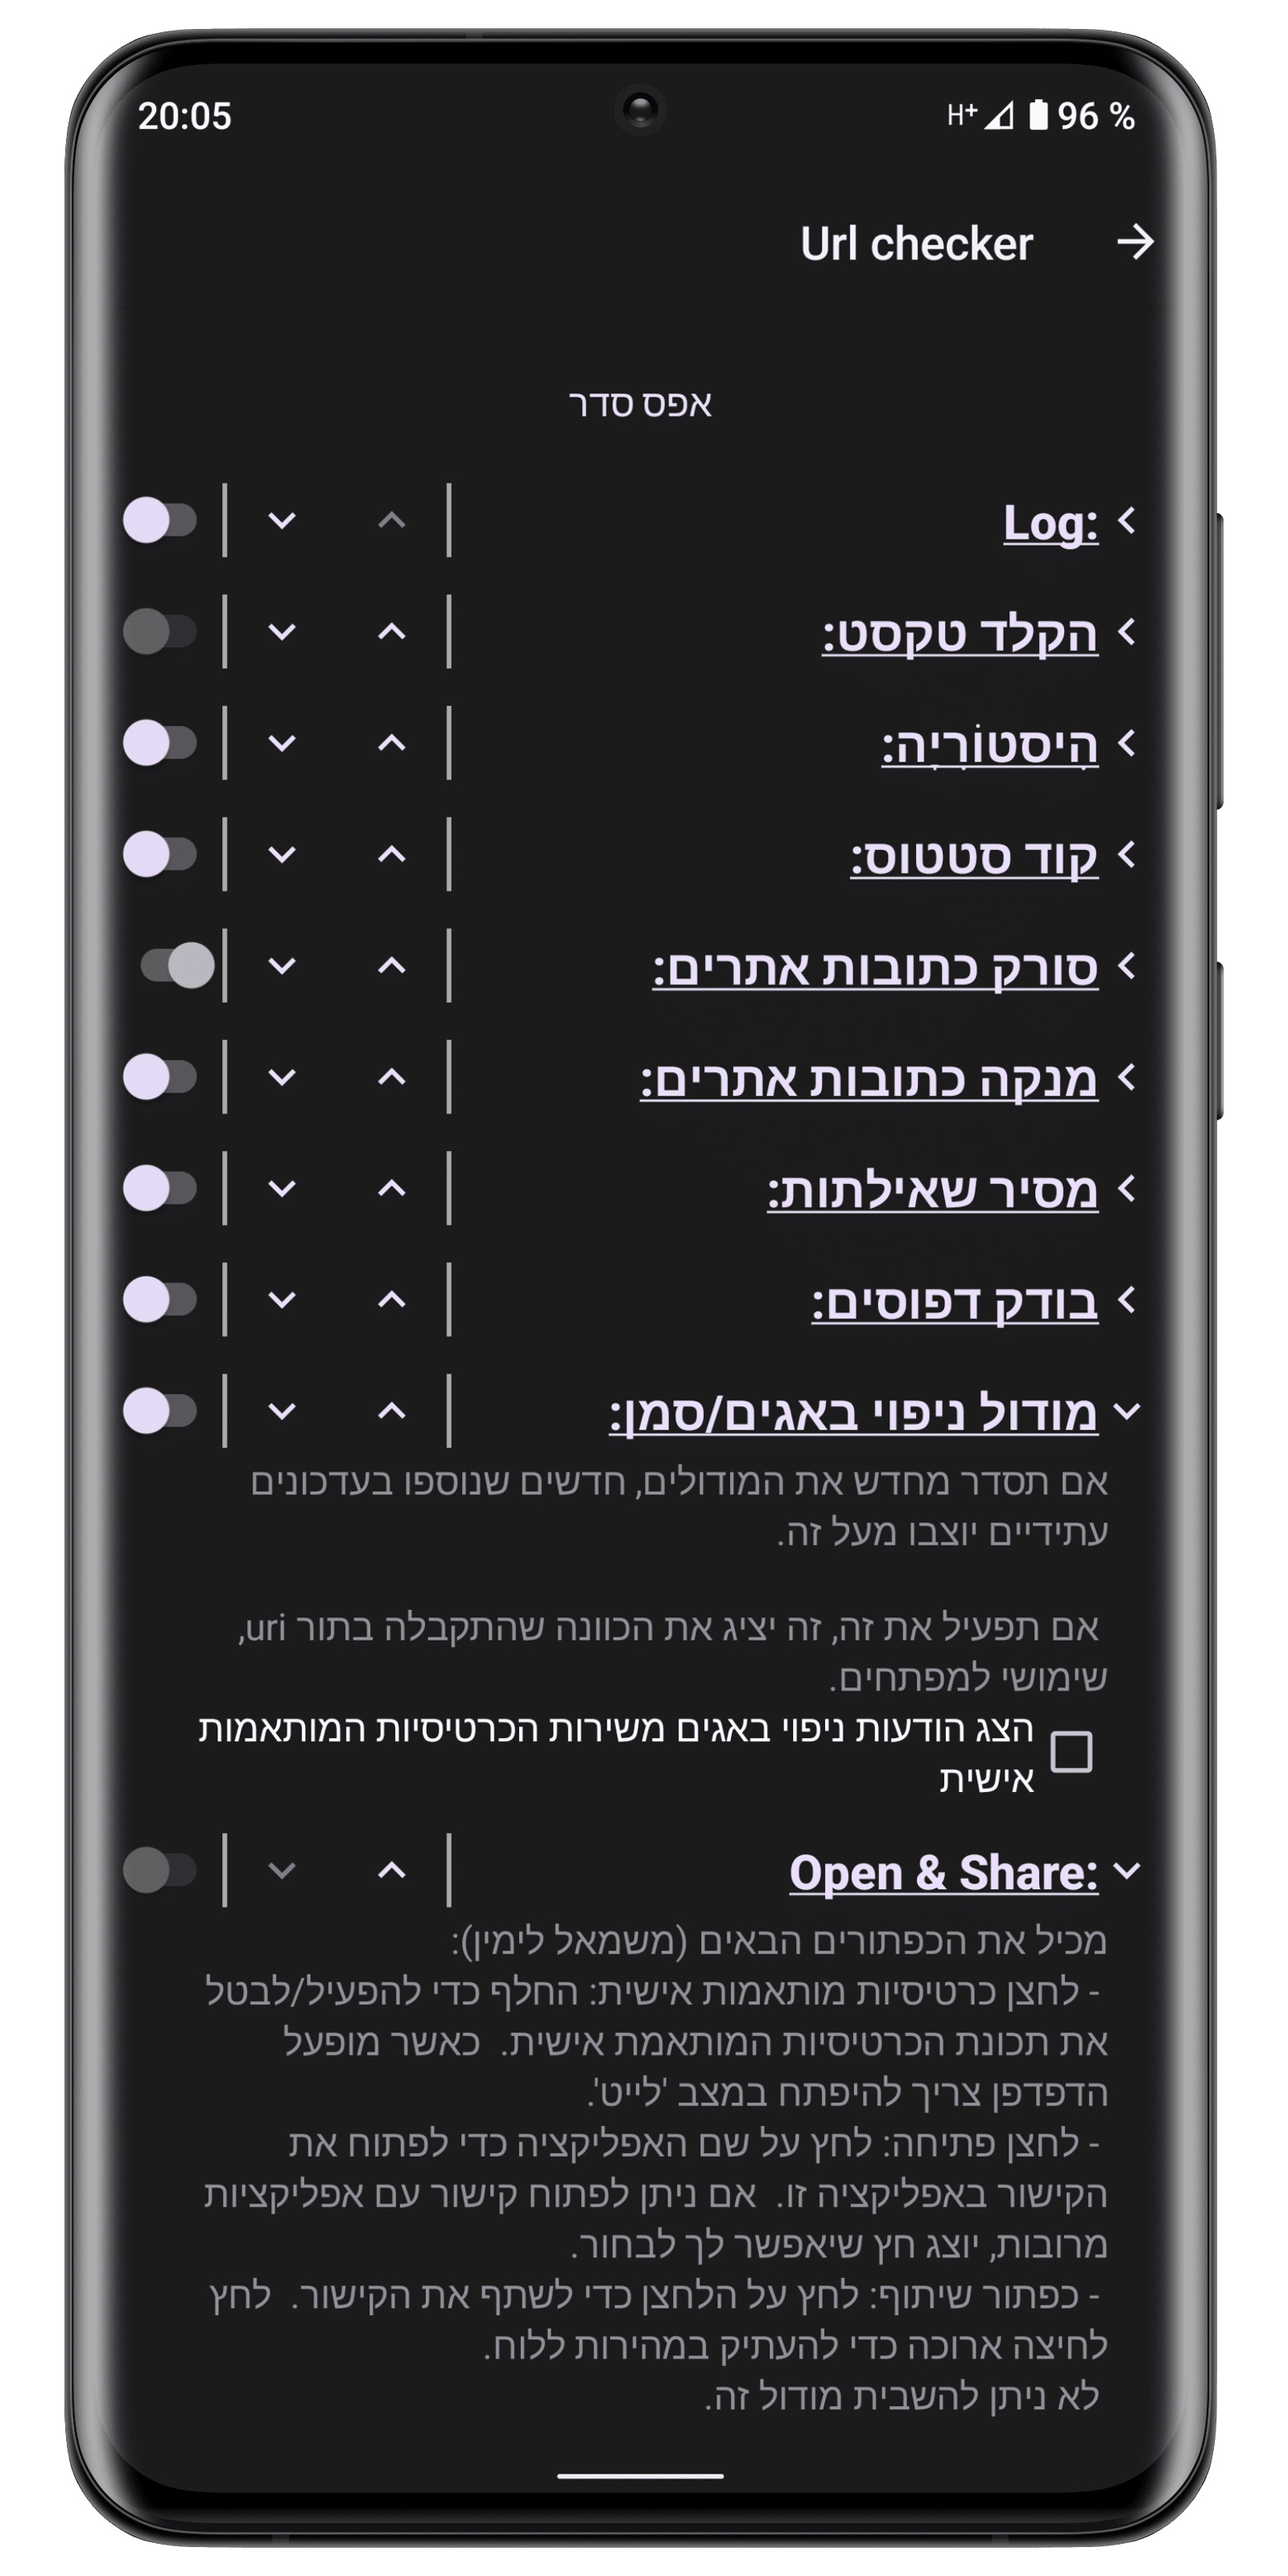 20:05 H+ 96 %
Url checker
אפס סדר
Log:
הקלד טקסט:
הִיסטוֹרִיָה:
קוד סטטוס:
סורק כתובות אתרים:
מנקה כתובות אתרים:
מסיר שאילתות:
בודק דפוסים:
מודול ניפוי באגים/סמן:
אם תסדר מחדש את המודולים, חדשים שנוספו בעדכונים
עתידיים יוצבו מעל זה.
אם תפעיל את זה, זה יציג את הכוונה שהתקבלה בתור uri,
שימושי למפתחים.
הצג הודעות ניפוי באגים משירות הכרטיסיות המותאמות
אישית
Open & Share:
מכיל את הכפתורים הבאים (משמאל לימין):
- לחצן כרטיסיות מותאמות אישית: החלף כדי להפעיל/לבטל
את תכונת הכרטיסיות המותאמת אישית. כאשר מופעל
הדפדפן צריך להיפתח במצב 'לייט'.
- לחצן פתיחה: לחץ על שם האפליקציה כדי לפתוח את
הקישור באפליקציה זו. אם ניתן לפתוח קישור עם אפליקציות
מרובות, יוצג חץ שיאפשר לך לבחור.
- כפתור שיתוף: לחץ על הלחצן כדי לשתף את הקישור. לחץ
לחיצה ארוכה כדי להעתיק במהירות ללוח.
לא ניתן להשבית מודול זה.